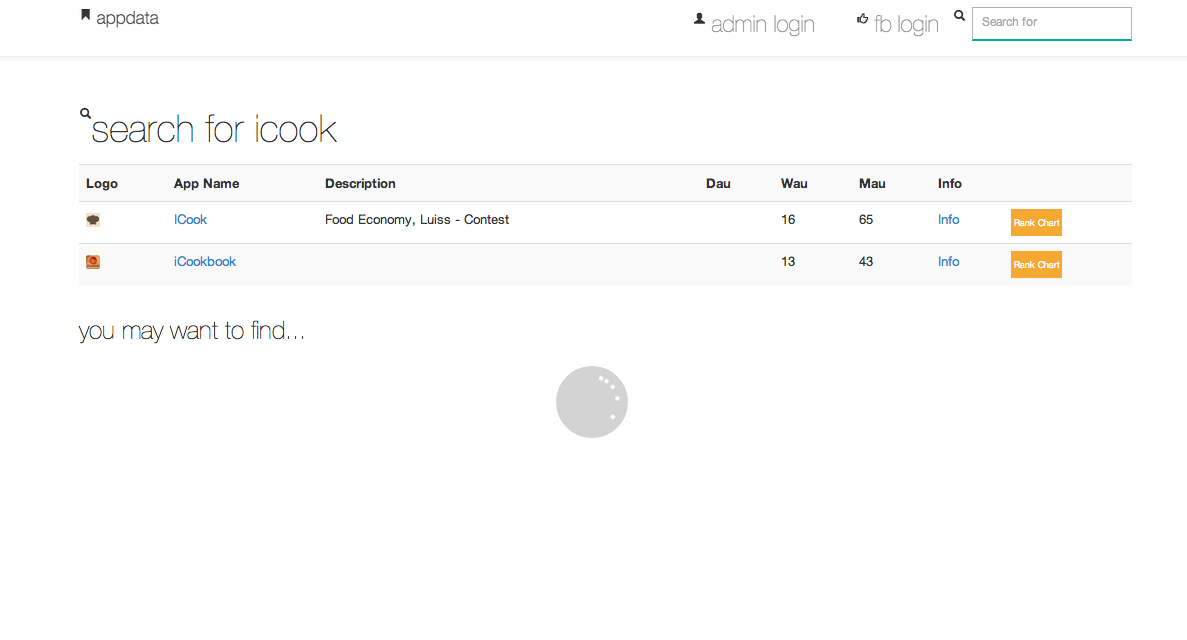 appdata admin login fb login Search for
search for icook
Logo App Name Description Dau Wau Mau Info
ICook Food Economy, Luiss - Contest 16 65 Info Rank Chart
iCookbook 13 43 Info Rank Chart
you may want to find...